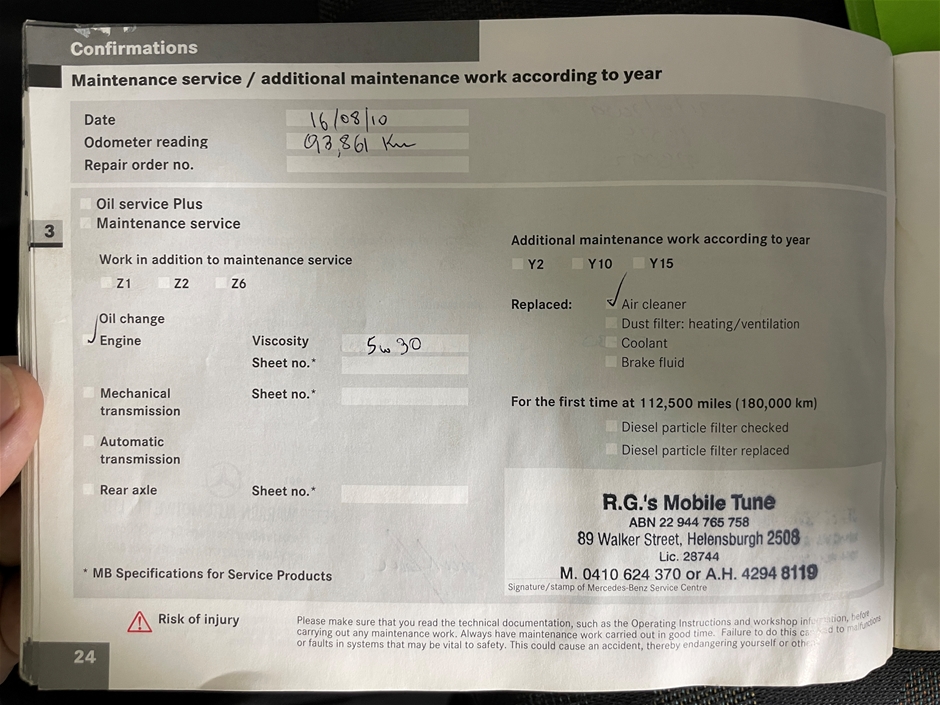 Confirmations
Maintenance service / additional maintenance work according to year
Date 16/08/10
Odometer reading 93,861 Km
Repair order no.
Oil service Plus
3
Maintenance service
Work in addition to maintenance service
Z1 Z2 Z6
Oil change
Engine Viscosity 5w30
Sheet no.*
Mechanical transmission Sheet no.*
Automatic transmission
Rear axle Sheet no.*
* MB Specifications for Service Products
Additional maintenance work according to year
Y2 Y10 Y15
Replaced: Air cleaner
Dust filter: heating/ventilation
Coolant
Brake fluid
For the first time at 112,500 miles (180,000 km)
Diesel particle filter checked
Diesel particle filter replaced
R.G.'s Mobile Tune
ABN 22 944 765 758
89 Walker Street, Helensburgh 2508
Lic. 28744
M. 0410 624 370 or A.H. 4294 8119
Signature/stamp of Mercedes-Benz Service Centre
Risk of injury
Please make sure that you read the technical documentation, such as the Operating Instructions and workshop information, before
carrying out any maintenance work. Always have maintenance work carried out in good time. Failure to do this to malfunctions
or faults in systems that may be vital to safety. This could cause an accident, thereby endangering yourself or
24